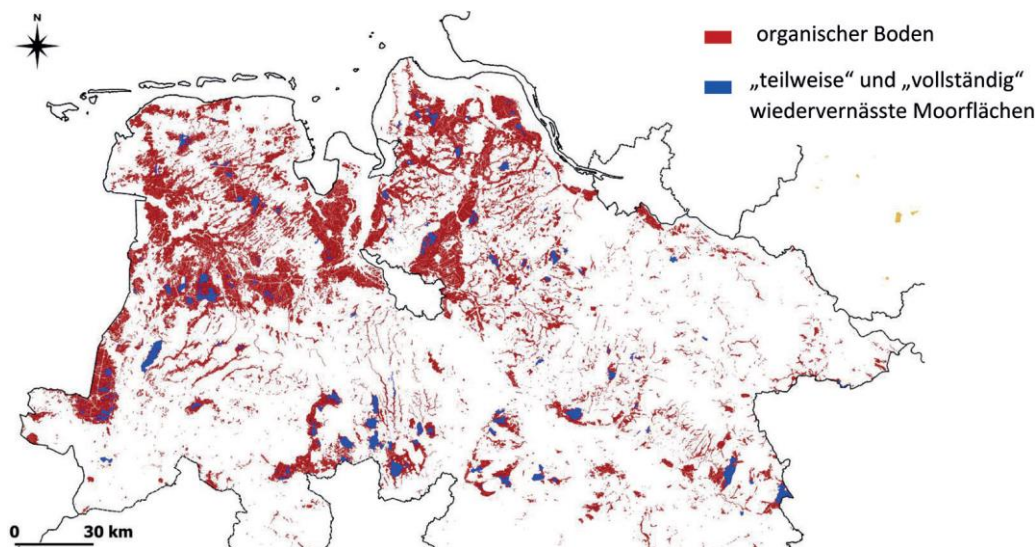 N
organischer Boden
„teilweise“ und „vollständig“
wiedervernässte Moorflächen
0 30 km